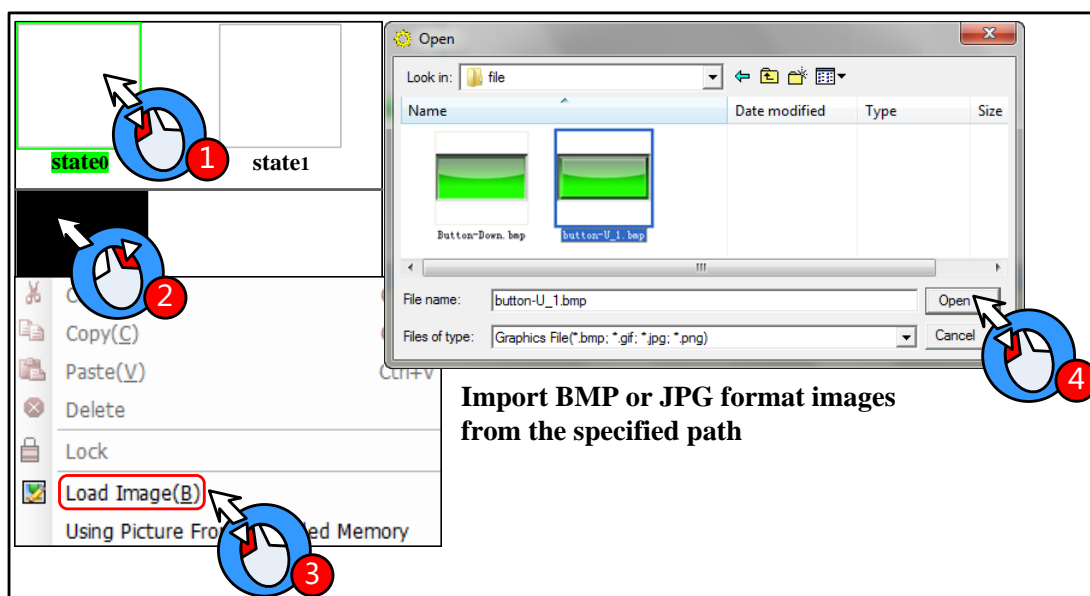 state0
state1
1
2
C
Copy(C)
Paste(V)
Ctrl+V
Delete
Lock
Load Image(B)
Using Picture Fro
ed Memory
3
Open
Look in:
file
Name
Date modified
Type
Size
Button-Down.bmp
button-U_1.bmp
File name:
button-U_1.bmp
Open
Files of type:
Graphics File(*.bmp; *.gif; *.jpg; *.png)
Cancel
4
Import BMP or JPG format images
from the specified path